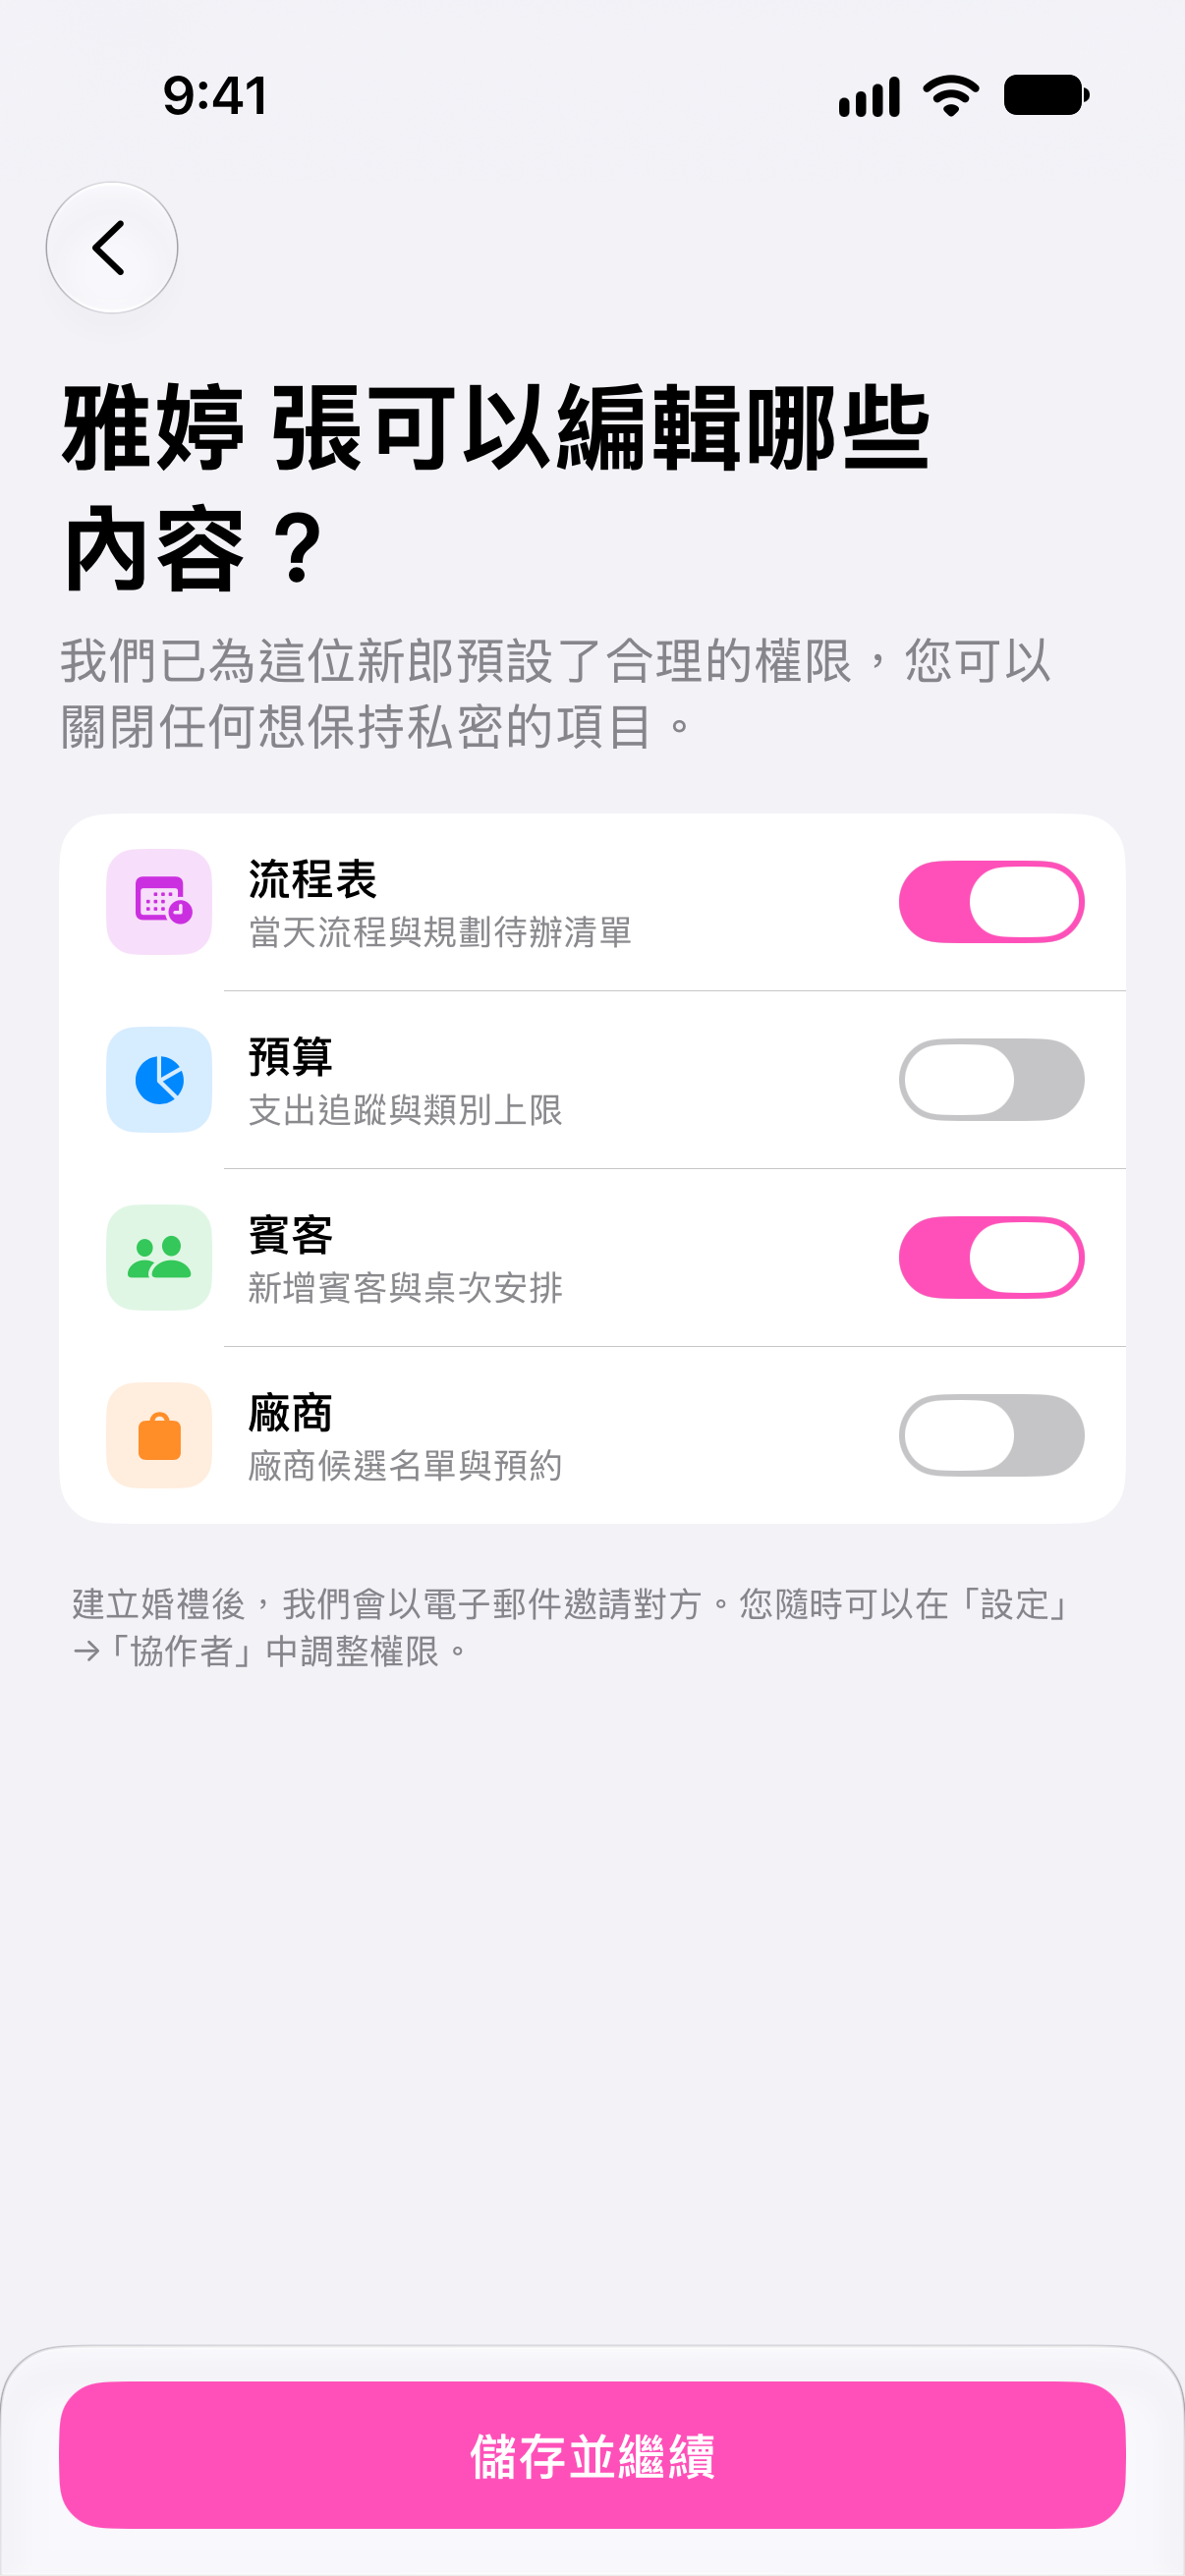 9:41
雅婷 張可以編輯哪些
內容？
我們已為這位新郎預設了合理的權限，您可以
關閉任何想保持私密的項目。
流程表
當天流程與規劃待辦清單
預算
支出追蹤與類別上限
賓客
新增賓客與桌次安排
廠商
廠商候選名單與預約
建立婚禮後，我們會以電子郵件邀請對方。您隨時可以在「設定」
→「協作者」中調整權限。
儲存並繼續